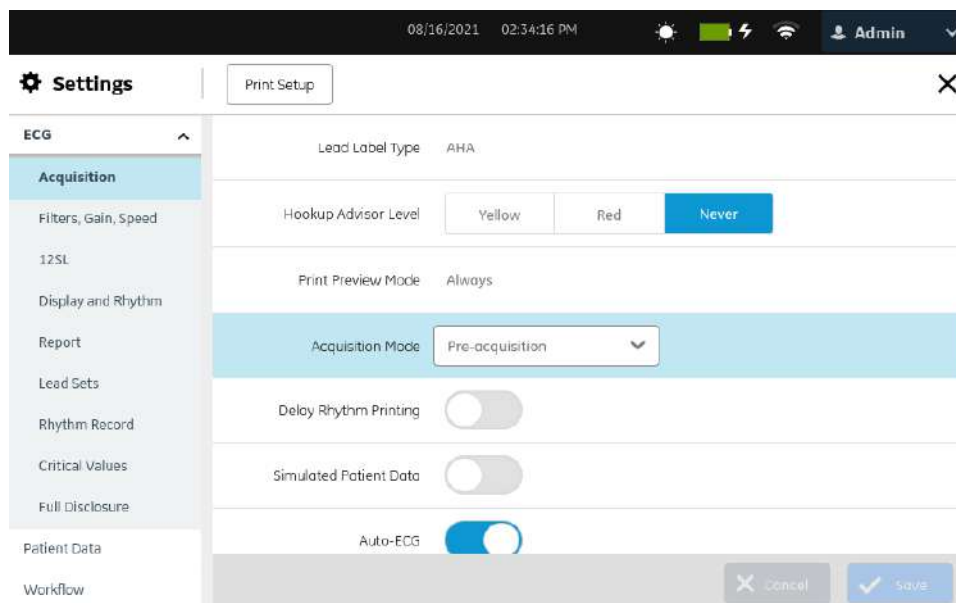 08/16/2021 02:34:16 PM Admin
Settings Print Setup
ECG
Acquisition
Filters, Gain, Speed
12SL
Display and Rhythm
Report
Lead Sets
Rhythm Record
Critical Values
Full Disclosure
Patient Data
Workflow
Lead Label Type AHA
Hookup Advisor Level Yellow Red Never
Print Preview Mode Always
Acquisition Mode Pre-acquisition
Delay Rhythm Printing
Simulated Patient Data
Auto-ECG
Cancel Save